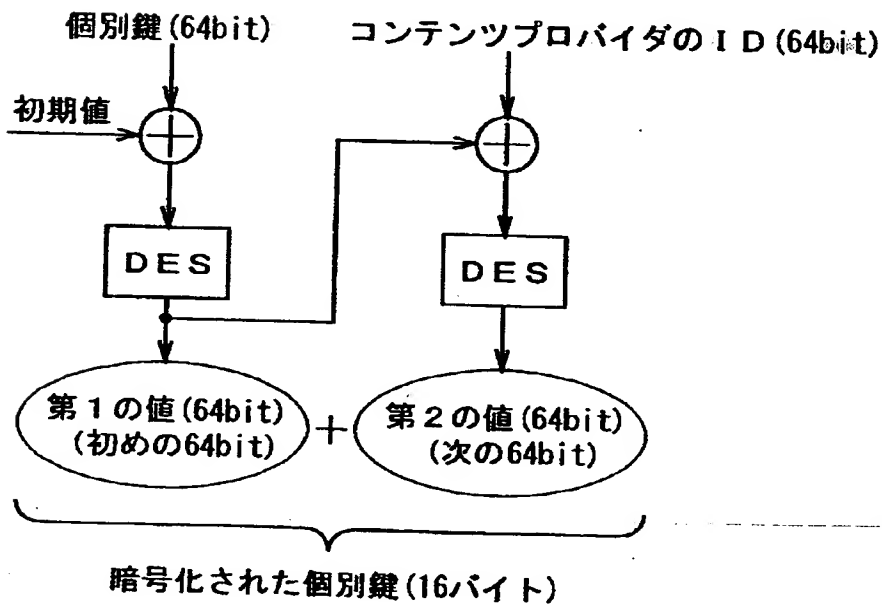 個別鍵(64bit)
コンテンツプロバイダのＩＤ(64bit)
初期値
DES
DES
第１の値(64bit)
(初めの64bit)
+
第２の値(64bit)
(次の64bit)
暗号化された個別鍵(16バイト)